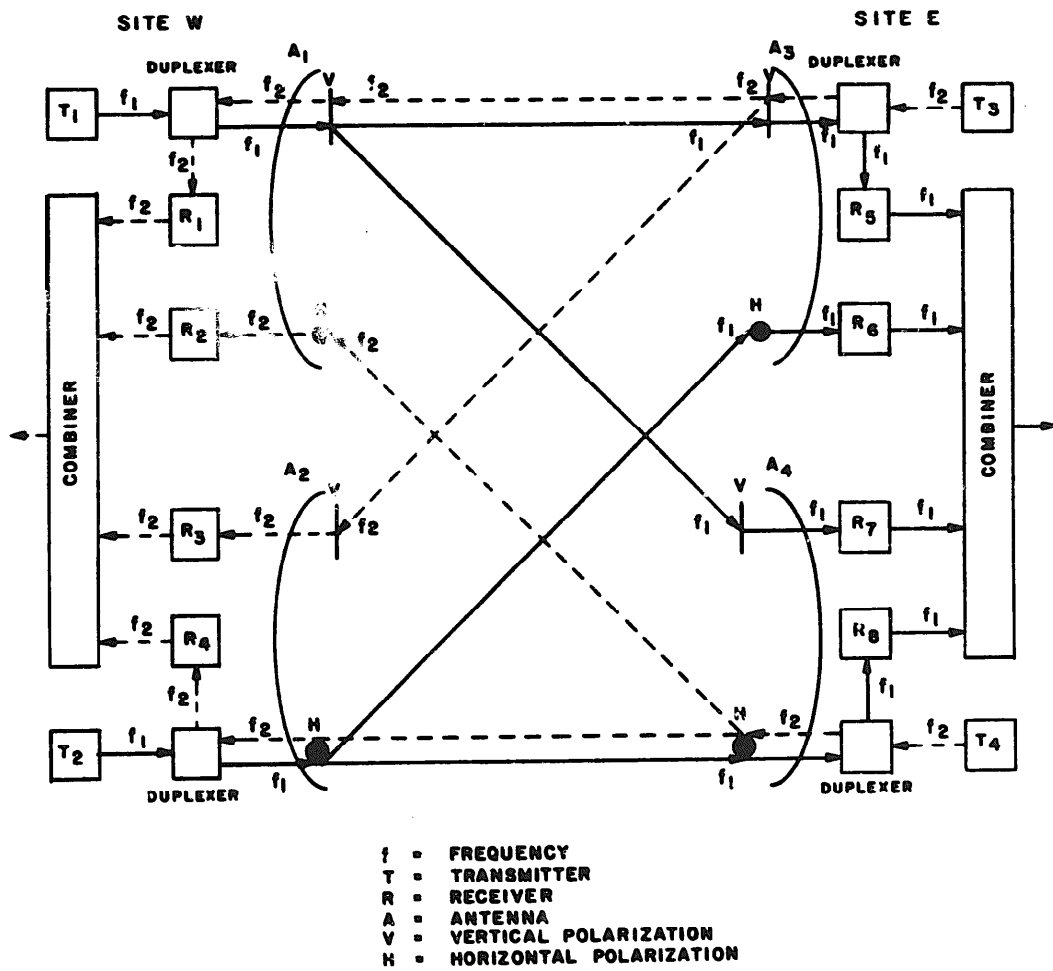 SITE W
SITE E
A1
A3
DUPLEXER
V
V
DUPLEXER
T1
f1
f2
f2
f2
f2
T3
f1
f1
f1
f2
f1
R1
f2
R5
f1
H
R2
f2
f2
f2
f1
f1
R6
f1
COMBINER
COMBINER
A2
V
A4
R3
f2
f2
f2
V
f1
f1
R7
f1
R4
f2
R8
f1
f2
f1
T2
f1
H
f2
H
f2
f2
T4
f1
f1
DUPLEXER
DUPLEXER
f = FREQUENCY
T = TRANSMITTER
R = RECEIVER
A = ANTENNA
V = VERTICAL POLARIZATION
H = HORIZONTAL POLARIZATION